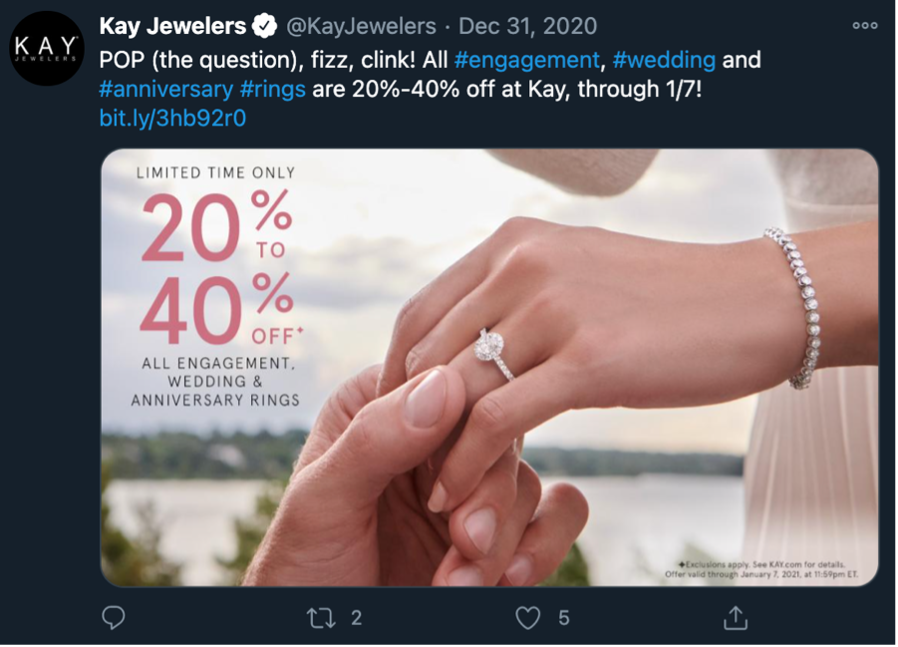 KAY
JEWELERS
Kay Jewelers @KayJewelers · Dec 31, 2020
POP (the question), fizz, clink! All #engagement, #wedding and
#anniversary #rings are 20%-40% off at Kay, through 1/7!
bit.ly/3hb92r0
LIMITED TIME ONLY
20%
TO
40%
OFF*
ALL ENGAGEMENT,
WEDDING &
ANNIVERSARY RINGS
✦Exclusions apply. See KAY.com for details.
Offer valid through January 7, 2021, at 11:59pm ET.
2
5